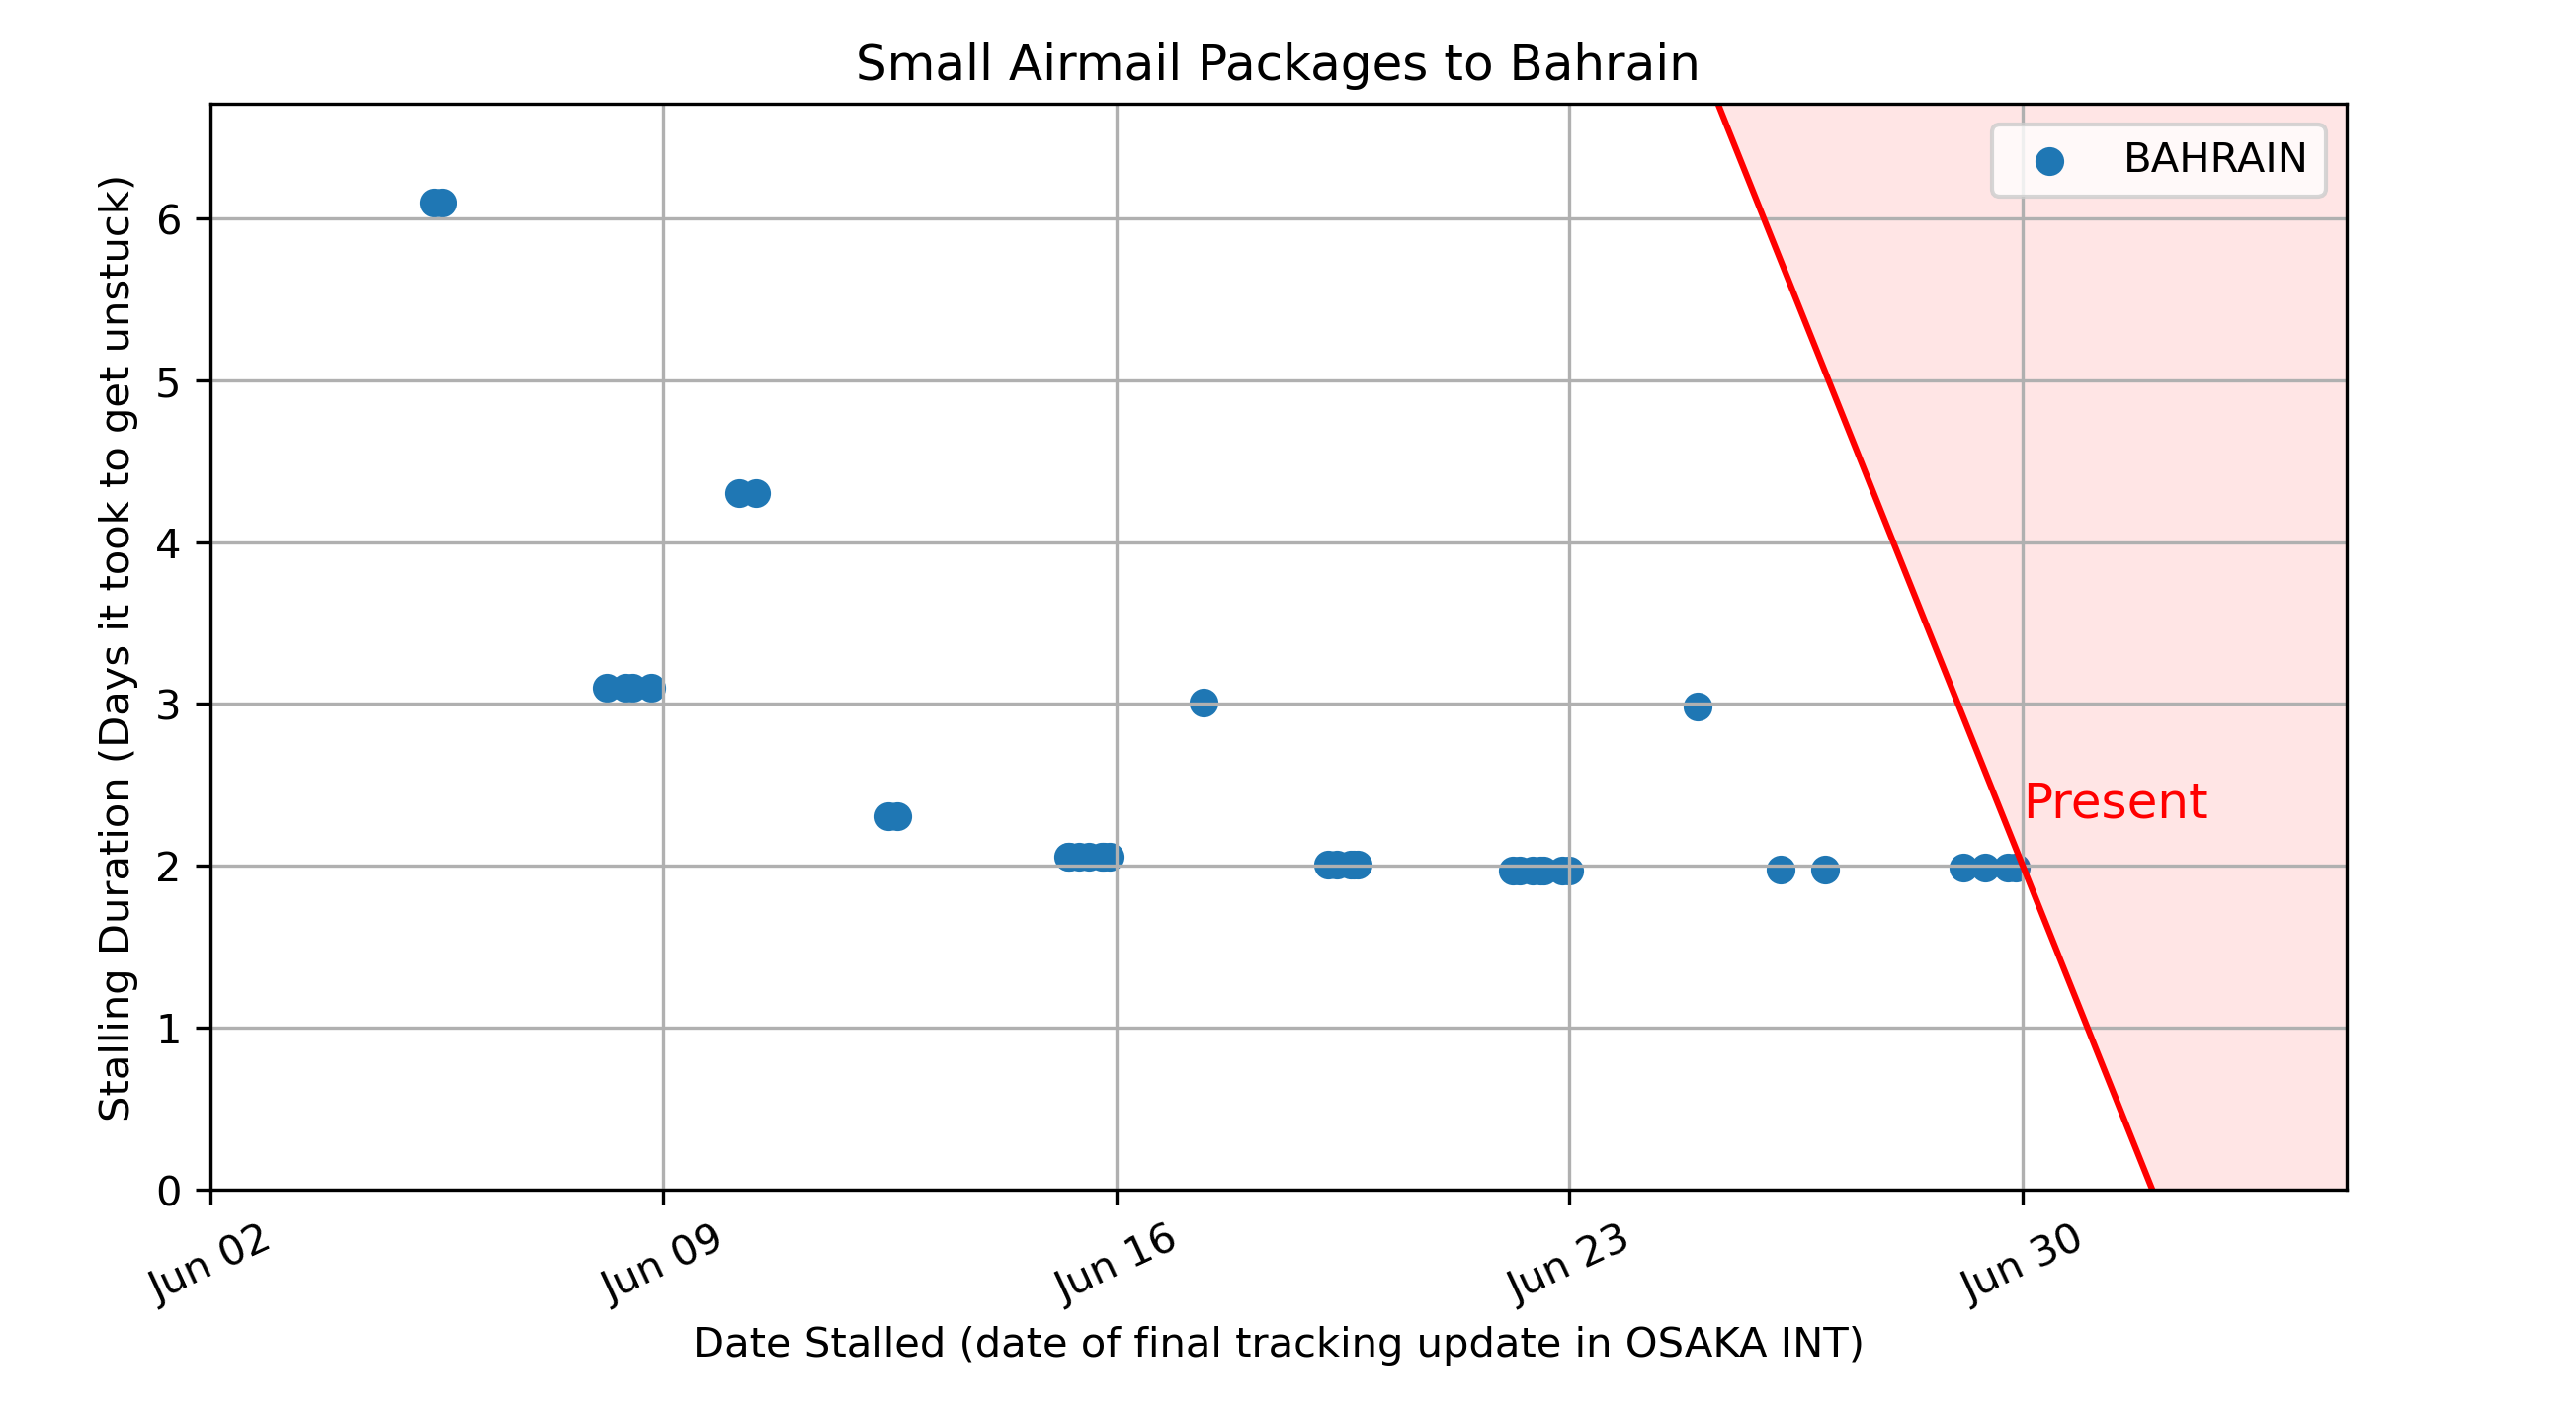 Small Airmail Packages to Bahrain
BAHRAIN
Stalling Duration (Days it took to get unstuck)
6
5
4
3
2
1
0
Present
Jun 02
Jun 09
Jun 16
Jun 23
Jun 30
Date Stalled (date of final tracking update in OSAKA INT)